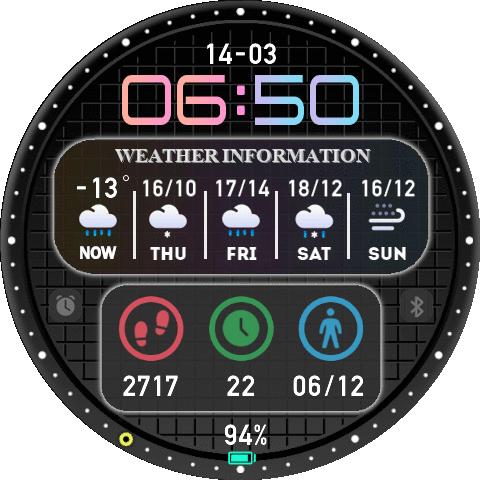 14-03
06:50
WEATHER INFORMATION
-13° 16/10 17/14 18/12 16/12
NOW THU FRI SAT SUN
2717 22 06/12
94%